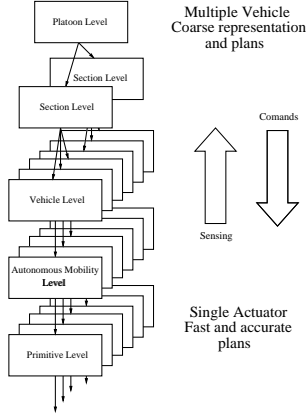 Platoon Level
Multiple Vehicle
Coarse representation
and plans
Section Level
Section Level
Comands
Vehicle Level
Sensing
Autonomous Mobility
Level
Single Actuator
Fast and accurate
plans
Primitive Level